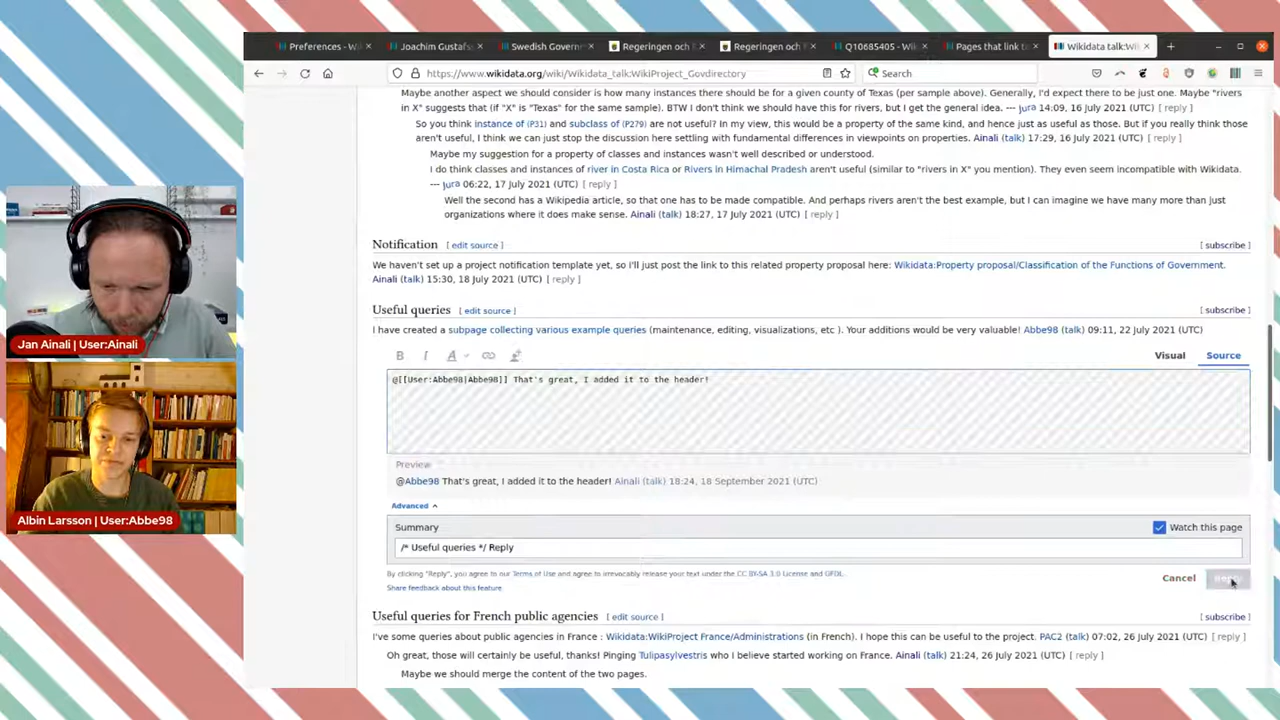 Preferences - Wi
Joachim Gustafs
Swedish Governm
Regeringen och
Regeringen och
Q10685405 - Wik
Pages that link t
Wikidata talk:Wi
https://www.wikidata.org/wiki/Wikidata_talk:WikiProject_Govdirectory
Search
Maybe another aspect we should consider is how many instances there should be for a given county of Texas (per sample above). Generally, I'd expect there to be just one. Maybe "rivers
in X" suggests that (if "X" is "Texas" for the same sample). BTW I don't think we should have this for rivers, but I get the general idea. --- Jura 14:09, 16 July 2021 (UTC) [ reply ]
So you think instance of (P31) and subclass of (P279) are not useful? In my view, this would be a property of the same kind, and hence just as useful as those. But if you really think those
aren't useful, I think we can just stop the discussion here settling with fundamental differences in viewpoints on properties. Ainali (talk) 17:29, 16 July 2021 (UTC) [ reply ]
Maybe my suggestion for a property of classes and instances wasn't well described or understood.
I do think classes and instances of river in Costa Rica or Rivers in Himachal Pradesh aren't useful (similar to "rivers in X" you mention). They even seem incompatible with Wikidata.
--- Jura 06:22, 17 July 2021 (UTC) [ reply ]
Well the second has a Wikipedia article, so that one has to be made compatible. And perhaps rivers aren't the best example, but I can imagine we have many more than just
organizations where it does make sense. Ainali (talk) 18:27, 17 July 2021 (UTC) [ reply ]
Notification [ edit source ] [ subscribe ]
We haven't set up a project notification template yet, so I'll just post the link to this related property proposal here: Wikidata:Property proposal/Classification of the Functions of Government.
Ainali (talk) 15:30, 18 July 2021 (UTC) [ reply ]
Useful queries [ edit source ] [ subscribe ]
I have created a subpage collecting various example queries (maintenance, editing, visualizations, etc ). Your additions would be very valuable! Abbe98 (talk) 09:11, 22 July 2021 (UTC)
B I A Visual Source
@[[User:Abbe98|Abbe98]] That's great, I added it to the header!
Preview
@Abbe98 That's great, I added it to the header! Ainali (talk) 18:24, 18 September 2021 (UTC)
Advanced
Summary Watch this page
/* Useful queries */ Reply
By clicking "Reply", you agree to our Terms of Use and agree to irrevocably release your text under the CC BY-SA 3.0 License and GFDL.
Share feedback about this feature
Cancel
Useful queries for French public agencies [ edit source ] [ subscribe ]
I've some queries about public agencies in France : Wikidata:WikiProject France/Administrations (in French). I hope this can be useful to the project. PAC2 (talk) 07:02, 26 July 2021 (UTC) [ reply ]
Oh great, those will certainly be useful, thanks! Pinging Tulipasylvestris who I believe started working on France. Ainali (talk) 21:24, 26 July 2021 (UTC) [ reply ]
Maybe we should merge the content of the two pages.
Jan Ainali | User:Ainali
Albin Larsson | User:Abbe98